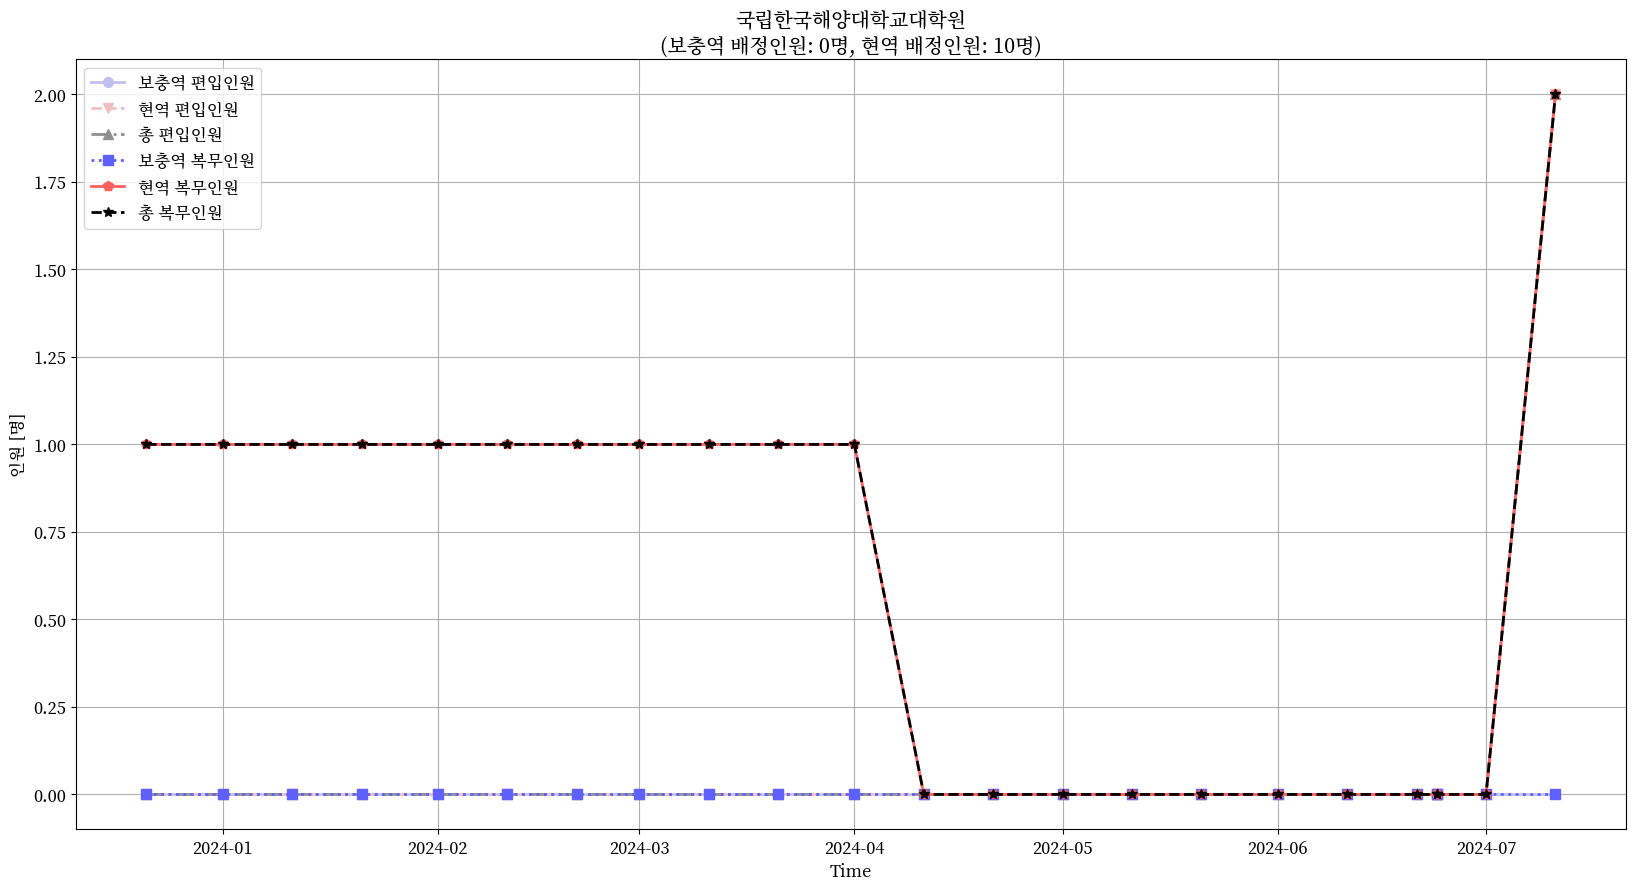 국립한국해양대학교대학원
(보충역 배정인원: 0명, 현역 배정인원: 10명)
보충역 편입인원
현역 편입인원
총 편입인원
보충역 복무인원
현역 복무인원
총 복무인원
2.00
1.75
1.50
1.25
1.00
0.75
0.50
0.25
0.00
인원 [명]
2024-01
2024-02
2024-03
2024-04
2024-05
2024-06
2024-07
Time